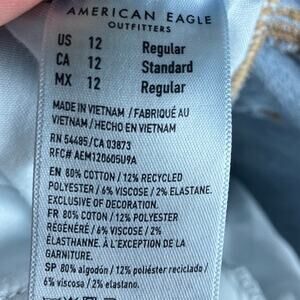 AMERICAN EAGLE
OUTFITTERS
US 12 Regular
CA 12 Standard
MX 12 Regular
MADE IN VIETNAM / FABRIQUÉ AU
VIETNAM / HECHO EN VIETNAM
RN 54485/CA 03873
RFC# AEM120605U9A
EN 80% COTTON / 12% RECYCLED
POLYESTER / 6% VISCOSE / 2% ELASTANE.
EXCLUSIVE OF DECORATION.
FR 80% COTON / 12% POLYESTER
RÉGÉNÉRÉ / 6% VISCOSE / 2%
ÉLASTHANNE. À L'EXCEPTION DE LA
GARNITURE.
SP 80% algodón / 12% poliéster reciclado /
6% viscosa / 2% elastano.